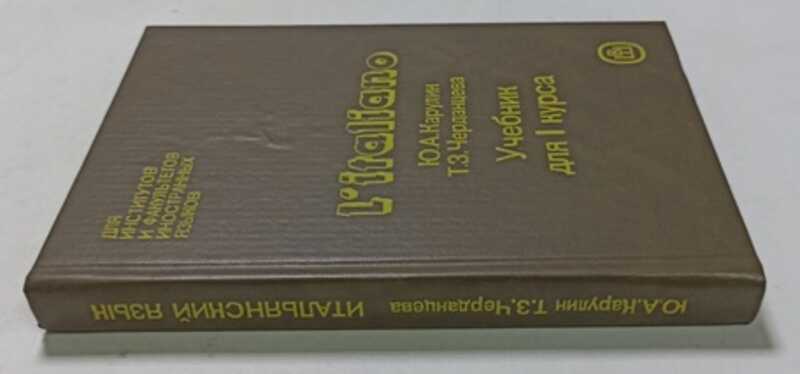 ДЛЯ
ИНСТИТУТОВ
И ФАКУЛЬТЕТОВ
ИНОСТРАННЫХ
ЯЗЫКОВ
L'italiano
Ю.А.Карулин
Т.З.Черданцева
Учебник
для I курса
Ю.А.Карулин Т.З.Черданцева ИТАЛЬЯНСКИЙ ЯЗЫК